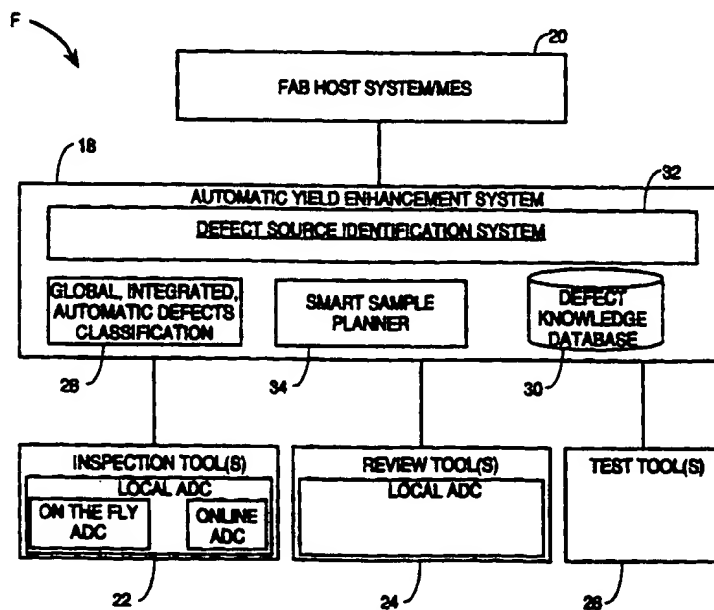 F
20
FAB HOST SYSTEM/MES
18
32
AUTOMATIC YIELD ENHANCEMENT SYSTEM
DEFECT SOURCE IDENTIFICATION SYSTEM
GLOBAL, INTEGRATED,
AUTOMATIC DEFECTS
CLASSIFICATION
SMART SAMPLE
PLANNER
DEFECT
KNOWLEDGE
DATABASE
28
34
30
INSPECTION TOOL(S)
LOCAL ADC
ON THE FLY
ADC
ONLINE
ADC
REVIEW TOOL(S)
LOCAL ADC
TEST TOOL(S)
22
24
26